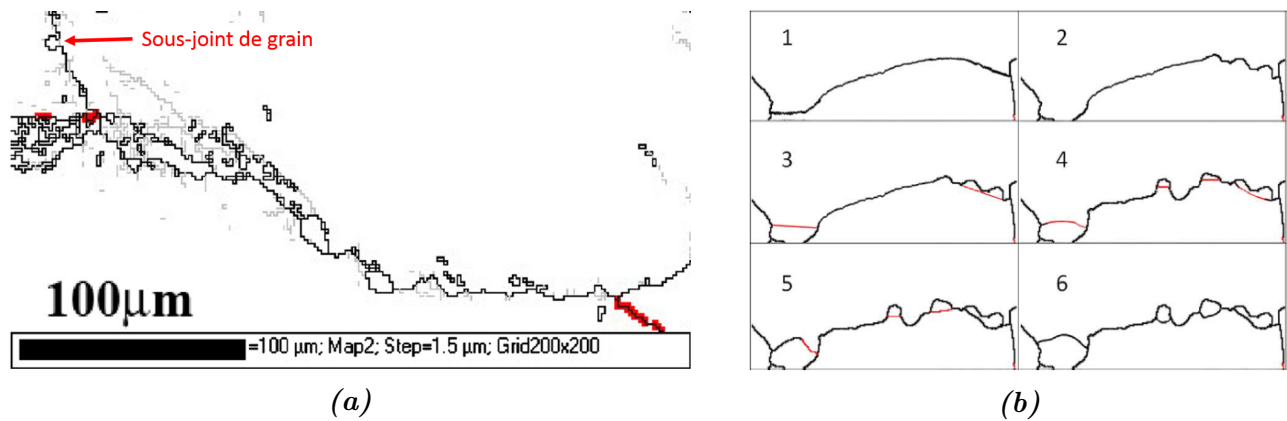 Sous-joint de grain
100µm
=100 µm; Map2; Step=1.5 µm; Grid200x200
(a)
1
2
3
4
5
6
(b)